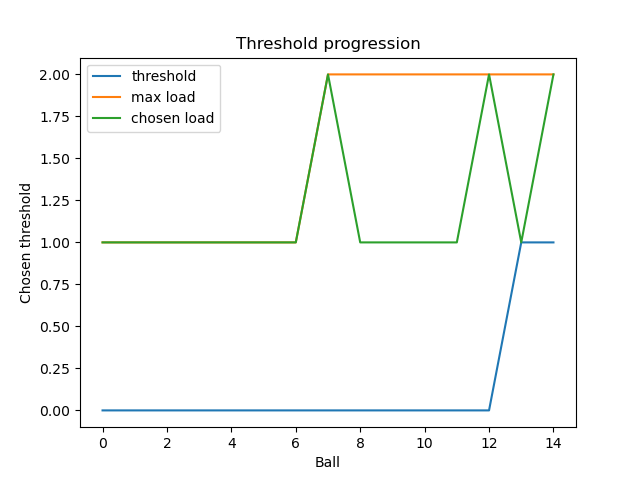 Threshold progression
threshold
max load
chosen load
2.00
1.75
1.50
1.25
1.00
0.75
0.50
0.25
0.00
Chosen threshold
0 2 4 6 8 10 12 14
Ball